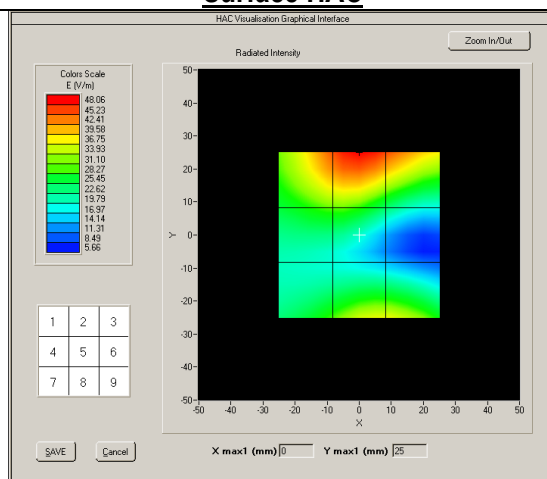 Surface HAC
HAC Visualisation Graphical Interface
Zoom In/Out
Radiated Intensity
Colors Scale
E (V/m)
48.06
45.23
42.41
39.58
36.75
33.93
31.10
28.27
25.45
22.62
19.79
16.97
14.14
11.31
8.49
5.66
50
40
30
20
10
0
-10
-20
-30
-40
-50
Y
-50 -40 -30 -20 -10 0 10 20 30 40 50
X
1 2 3
4 5 6
7 8 9
SAVE Cancel
X max1 (mm) 0 Y max1 (mm) 25